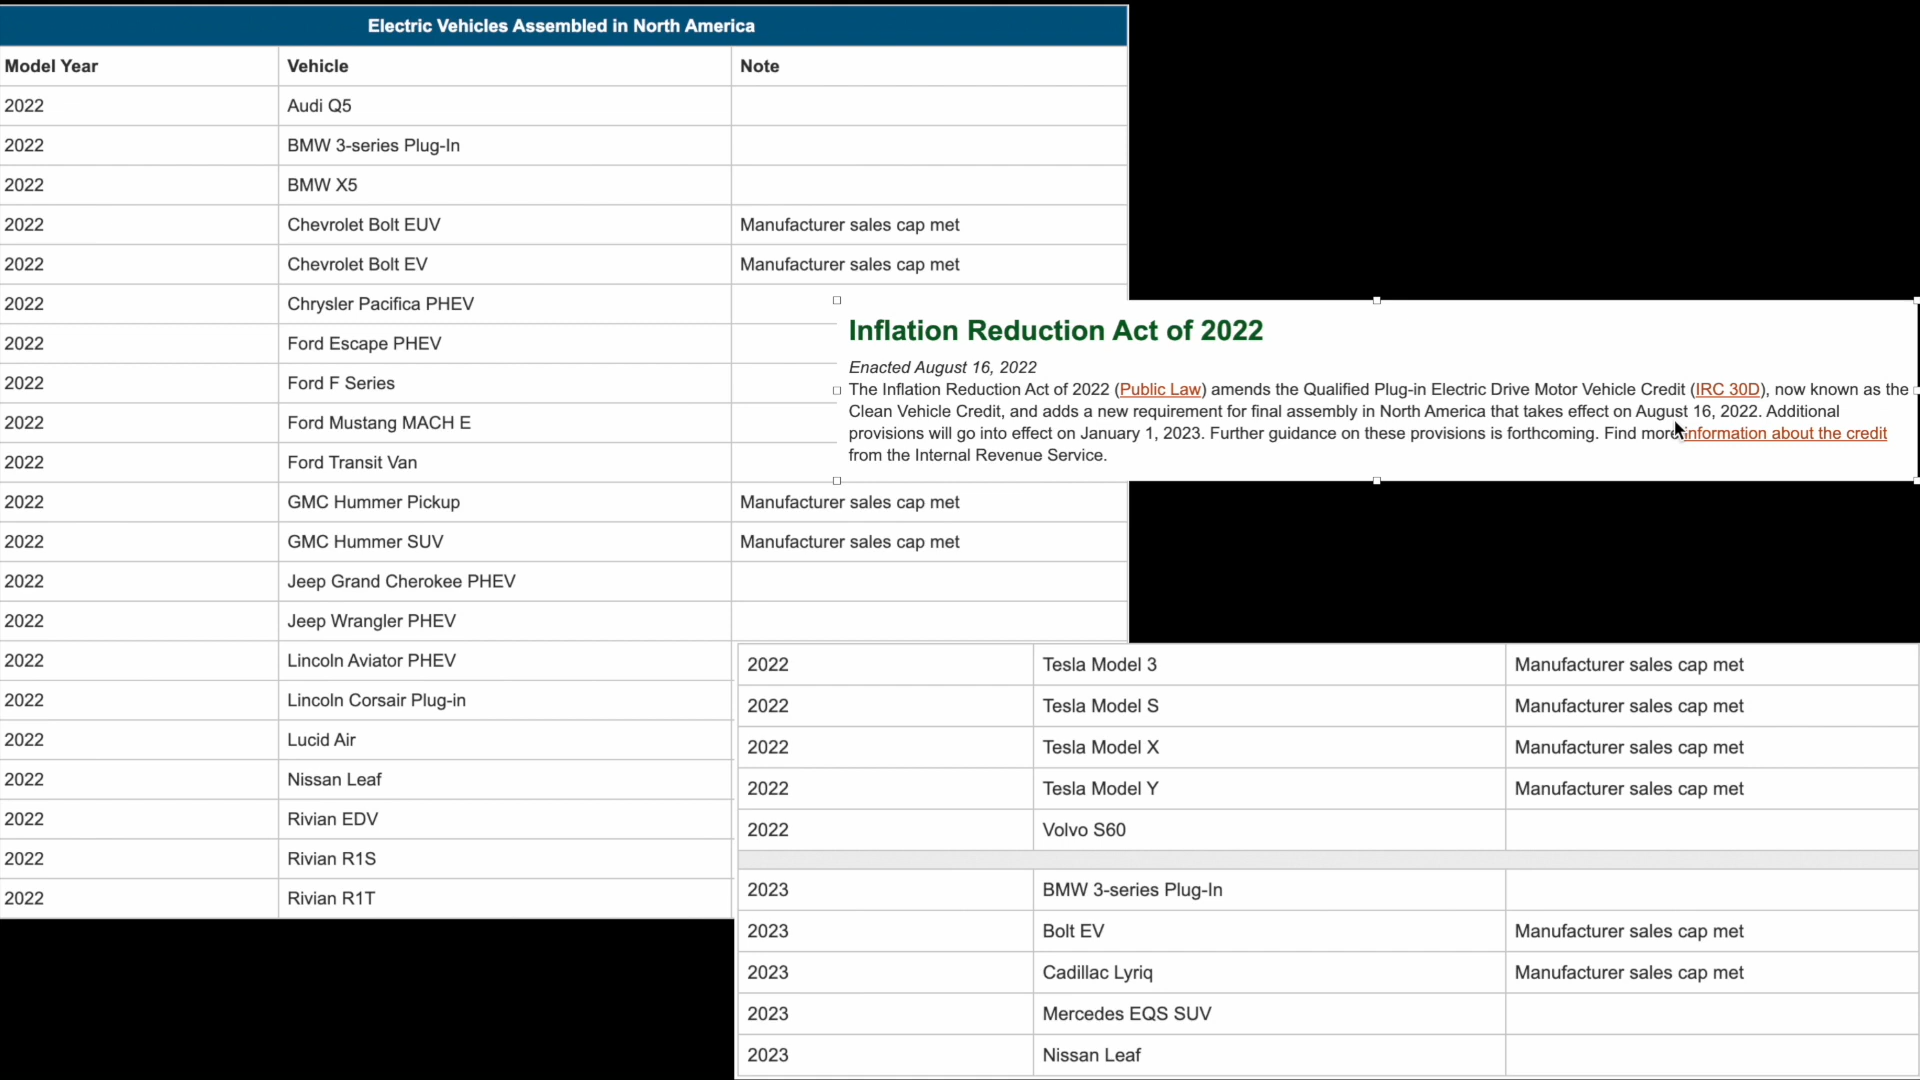 Electric Vehicles Assembled in North America
Model Year Vehicle Note
2022 Audi Q5
2022 BMW 3-series Plug-In
2022 BMW X5
2022 Chevrolet Bolt EUV Manufacturer sales cap met
2022 Chevrolet Bolt EV Manufacturer sales cap met
2022 Chrysler Pacifica PHEV
2022 Ford Escape PHEV
2022 Ford F Series
2022 Ford Mustang MACH E
2022 Ford Transit Van
2022 GMC Hummer Pickup Manufacturer sales cap met
2022 GMC Hummer SUV Manufacturer sales cap met
2022 Jeep Grand Cherokee PHEV
2022 Jeep Wrangler PHEV
2022 Lincoln Aviator PHEV
2022 Lincoln Corsair Plug-in
2022 Lucid Air
2022 Nissan Leaf
2022 Rivian EDV
2022 Rivian R1S
2022 Rivian R1T
Inflation Reduction Act of 2022
Enacted August 16, 2022
The Inflation Reduction Act of 2022 (Public Law) amends the Qualified Plug-in Electric Drive Motor Vehicle Credit (IRC 30D), now known as the
Clean Vehicle Credit, and adds a new requirement for final assembly in North America that takes effect on August 16, 2022. Additional
provisions will go into effect on January 1, 2023. Further guidance on these provisions is forthcoming. Find more information about the credit
from the Internal Revenue Service.
2022 Tesla Model 3 Manufacturer sales cap met
2022 Tesla Model S Manufacturer sales cap met
2022 Tesla Model X Manufacturer sales cap met
2022 Tesla Model Y Manufacturer sales cap met
2022 Volvo S60
2023 BMW 3-series Plug-In
2023 Bolt EV Manufacturer sales cap met
2023 Cadillac Lyriq Manufacturer sales cap met
2023 Mercedes EQS SUV
2023 Nissan Leaf